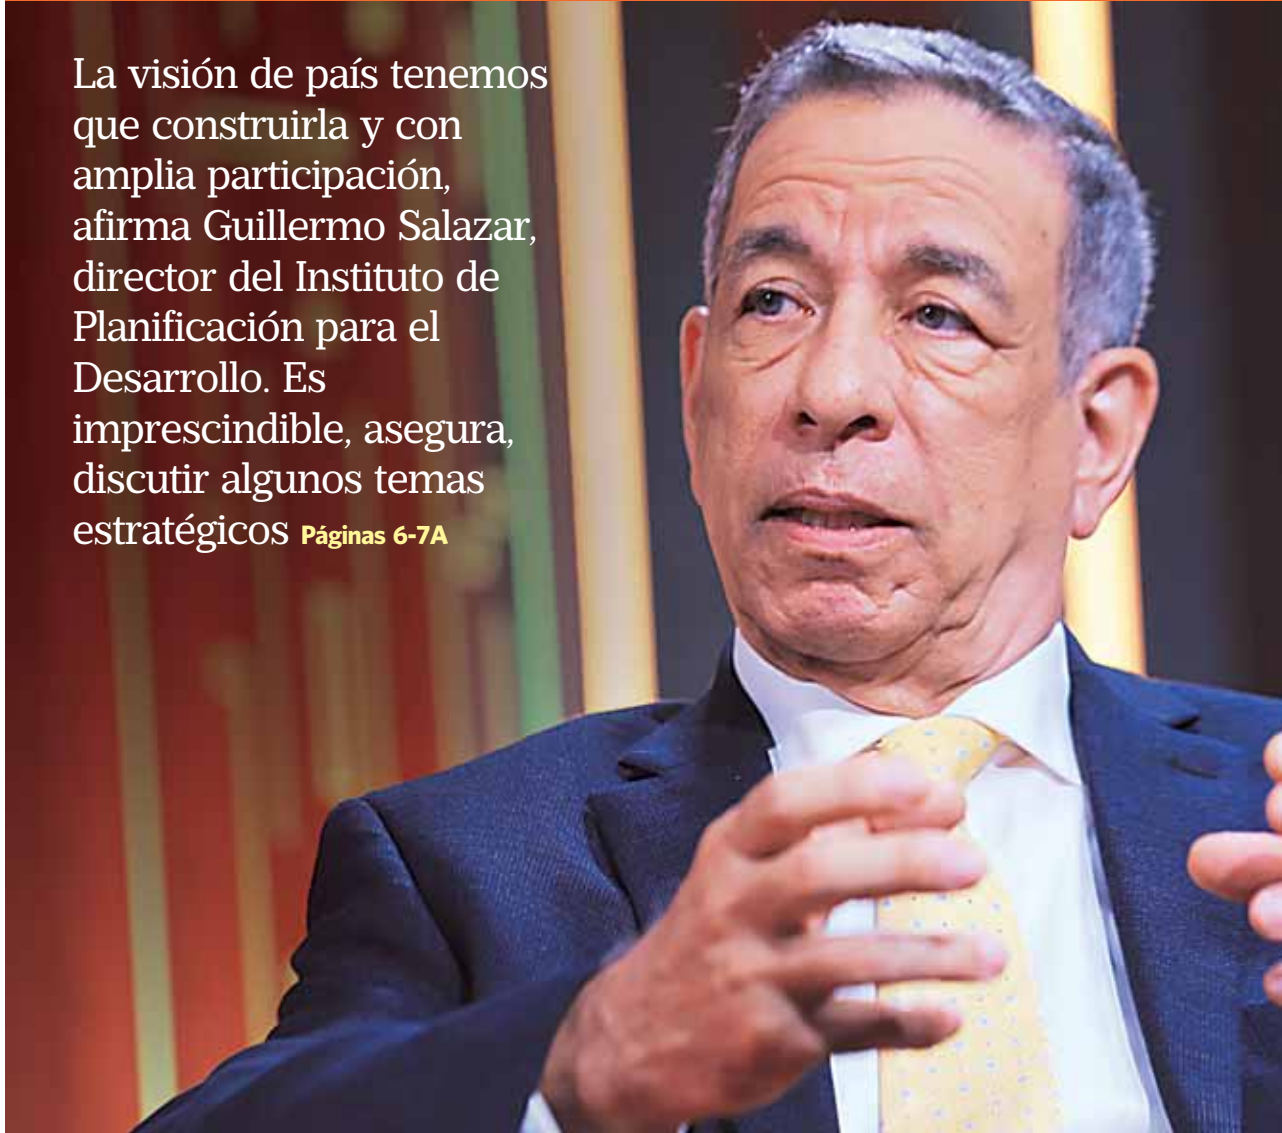 La visión de país tenemos
que construirla y con
amplia participación,
afirma Guillermo Salazar,
director del Instituto de
Planificación para el
Desarrollo. Es
imprescindible, asegura,
discutir algunos temas
estratégicos Páginas 6-7A